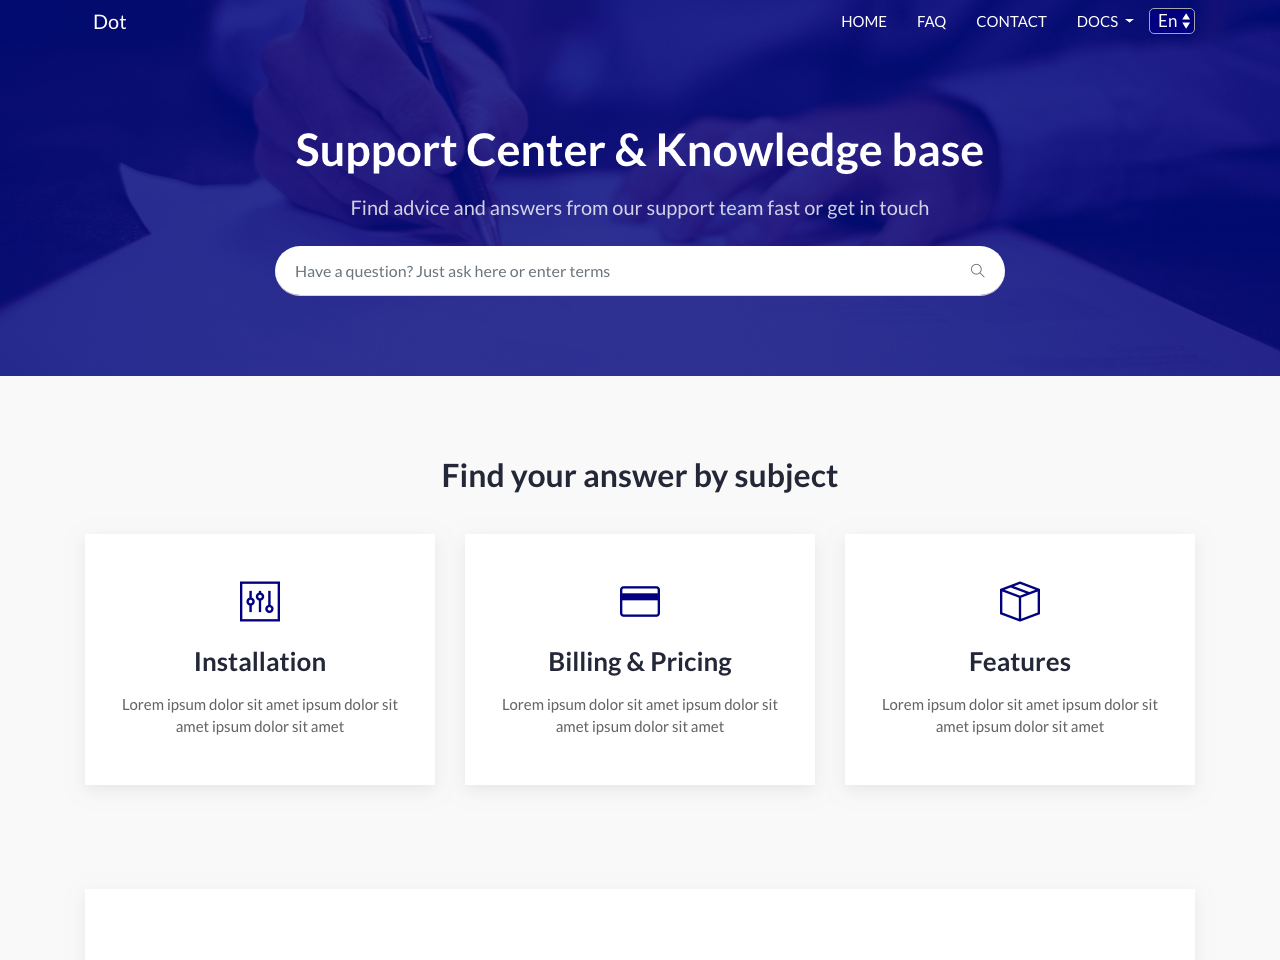 Dot
HOME
FAQ
CONTACT
DOCS
En
Support Center & Knowledge base
Find advice and answers from our support team fast or get in touch
Have a question? Just ask here or enter terms
Find your answer by subject
Installation
Lorem ipsum dolor sit amet ipsum dolor sit
amet ipsum dolor sit amet
Billing & Pricing
Lorem ipsum dolor sit amet ipsum dolor sit
amet ipsum dolor sit amet
Features
Lorem ipsum dolor sit amet ipsum dolor sit
amet ipsum dolor sit amet